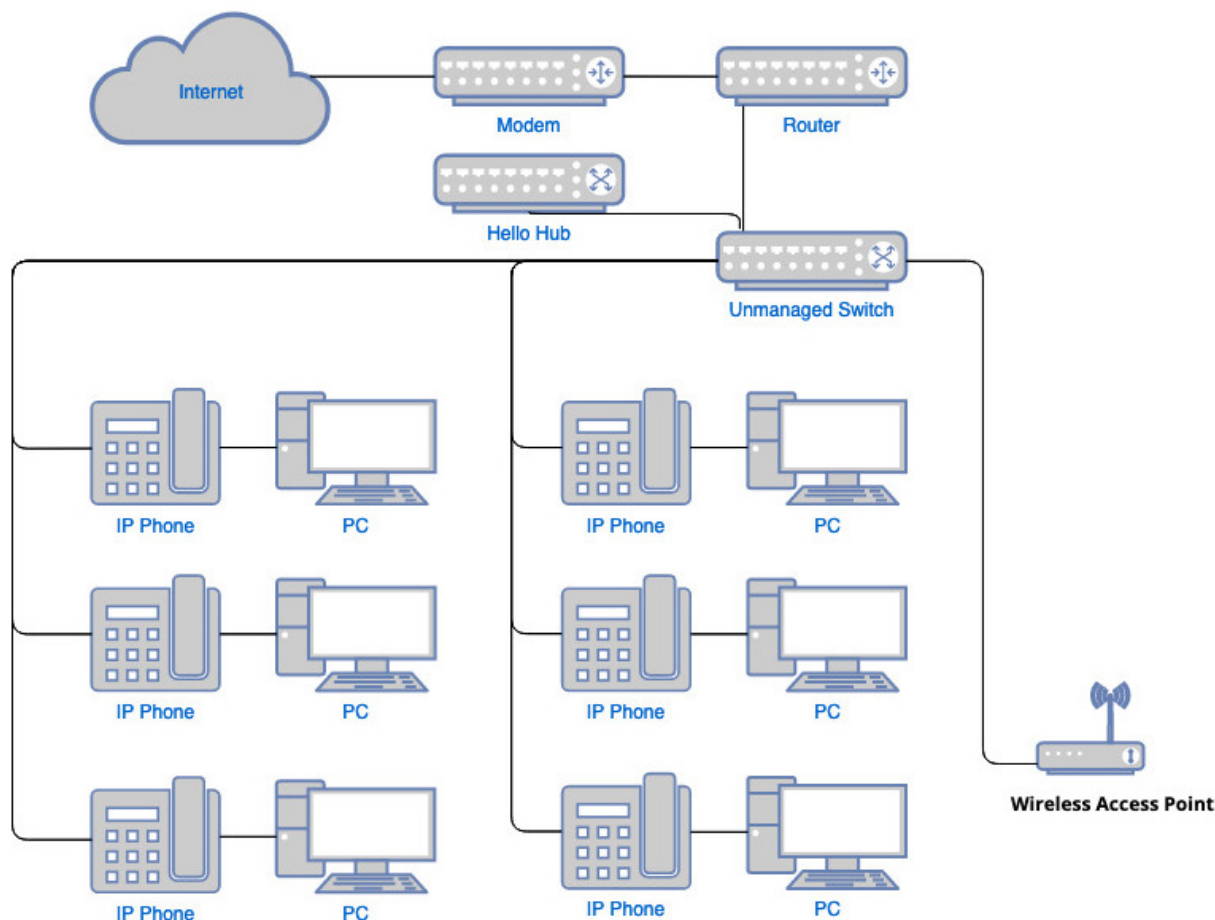 Internet
Modem
Router
Hello Hub
Unmanaged Switch
IP Phone
PC
IP Phone
PC
IP Phone
PC
IP Phone
PC
Wireless Access Point
IP Phone
PC
IP Phone
PC